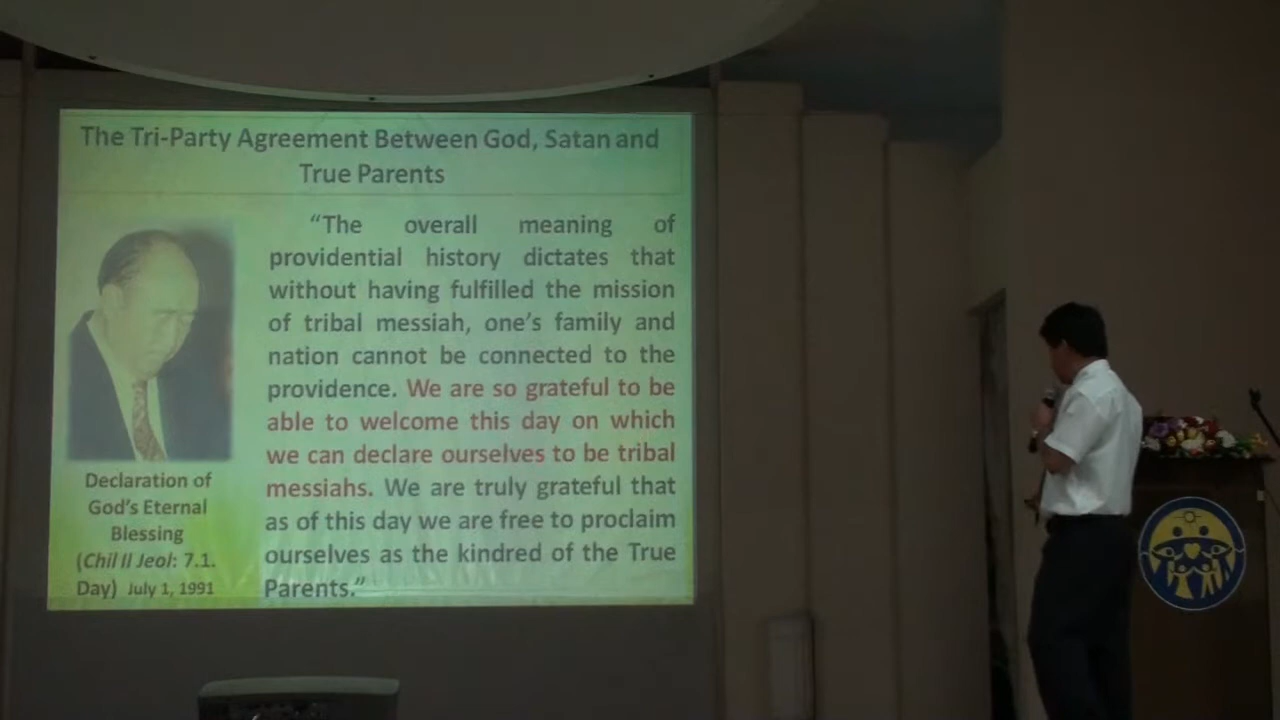 The Tri-Party Agreement Between God, Satan and
True Parents
“The overall meaning of
providential history dictates that
without having fulfilled the mission
of tribal messiah, one’s family and
nation cannot be connected to the
providence. We are so grateful to be
able to welcome this day on which
we can declare ourselves to be tribal
messiahs. We are truly grateful that
as of this day we are free to proclaim
ourselves as the kindred of the True
Parents.”
Declaration of
God’s Eternal
Blessing
(Chil Il Jeol: 7.1.
Day) July 1, 1991